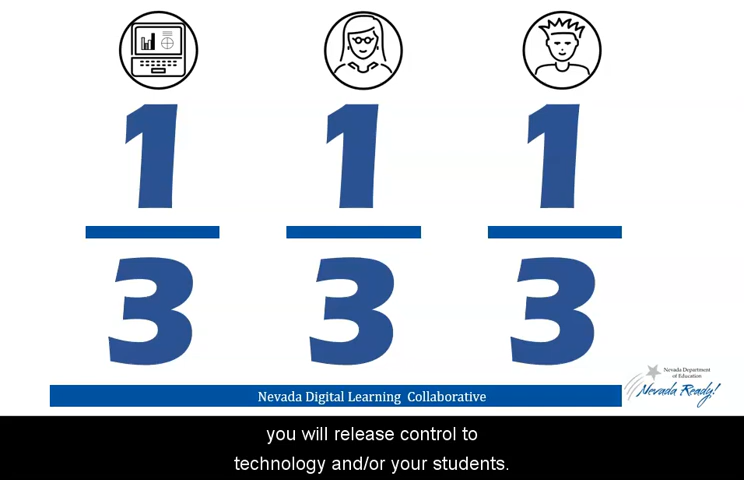 1 1 1
3 3 3
Nevada Digital Learning Collaborative
Nevada Department
of Education
Nevada Ready!
you will release control to
technology and/or your students.